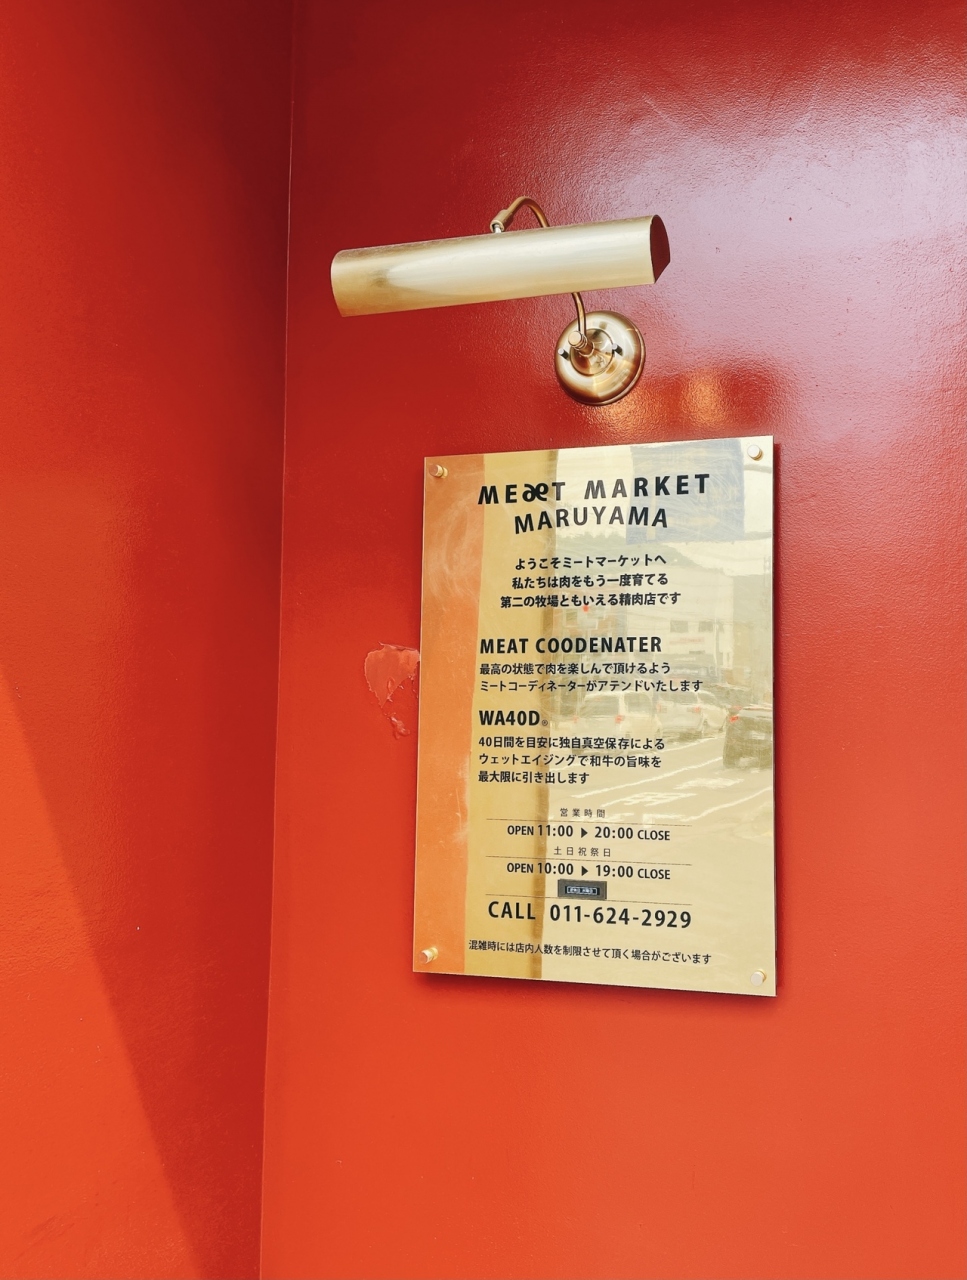 MEAT MARKET
MARUYAMA
ようこそミートマーケットへ
私たちは肉をもう一度育てる
第二の牧場ともいえる精肉店です
MEAT COODENATER
最高の状態で肉を楽しんで頂けるよう
ミートコーディネーターがアテンドいたします
WA40D®
40日間を目安に独自真空保存による
ウェットエイジングで和牛の旨味を
最大限に引き出します
営業時間
OPEN 11:00 ▶ 20:00 CLOSE
土日祝祭日
OPEN 10:00 ▶ 19:00 CLOSE
CALL 011-624-2929
混雑時には店内人数を制限させて頂く場合がございます